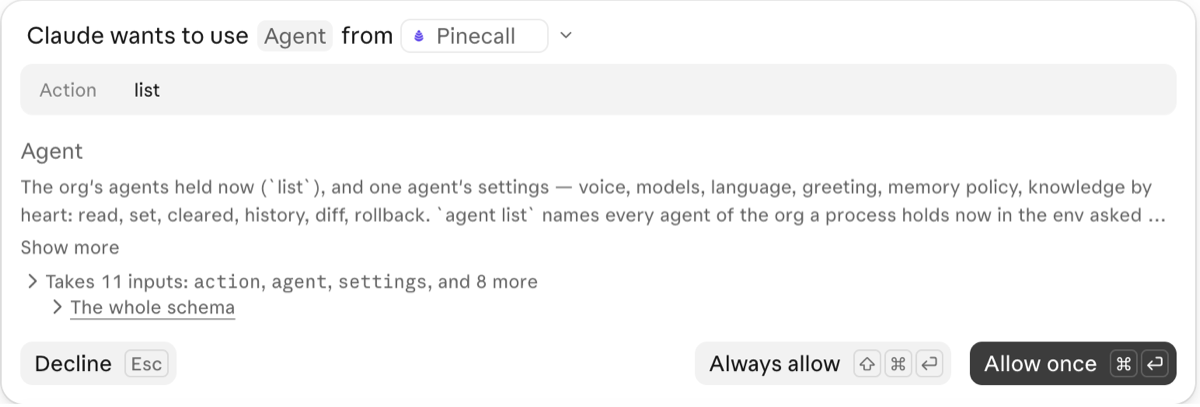 Claude wants to use Agent from Pinecall
Action list
Agent
The org's agents held now (`list`), and one agent's settings — voice, models, language, greeting, memory policy, knowledge by
heart: read, set, cleared, history, diff, rollback. `agent list` names every agent of the org a process holds now in the env asked ...
Show more
Takes 11 inputs: action, agent, settings, and 8 more
The whole schema
Decline Esc Always allow ⇧ ⌘ ↵ Allow once ⌘ ↵